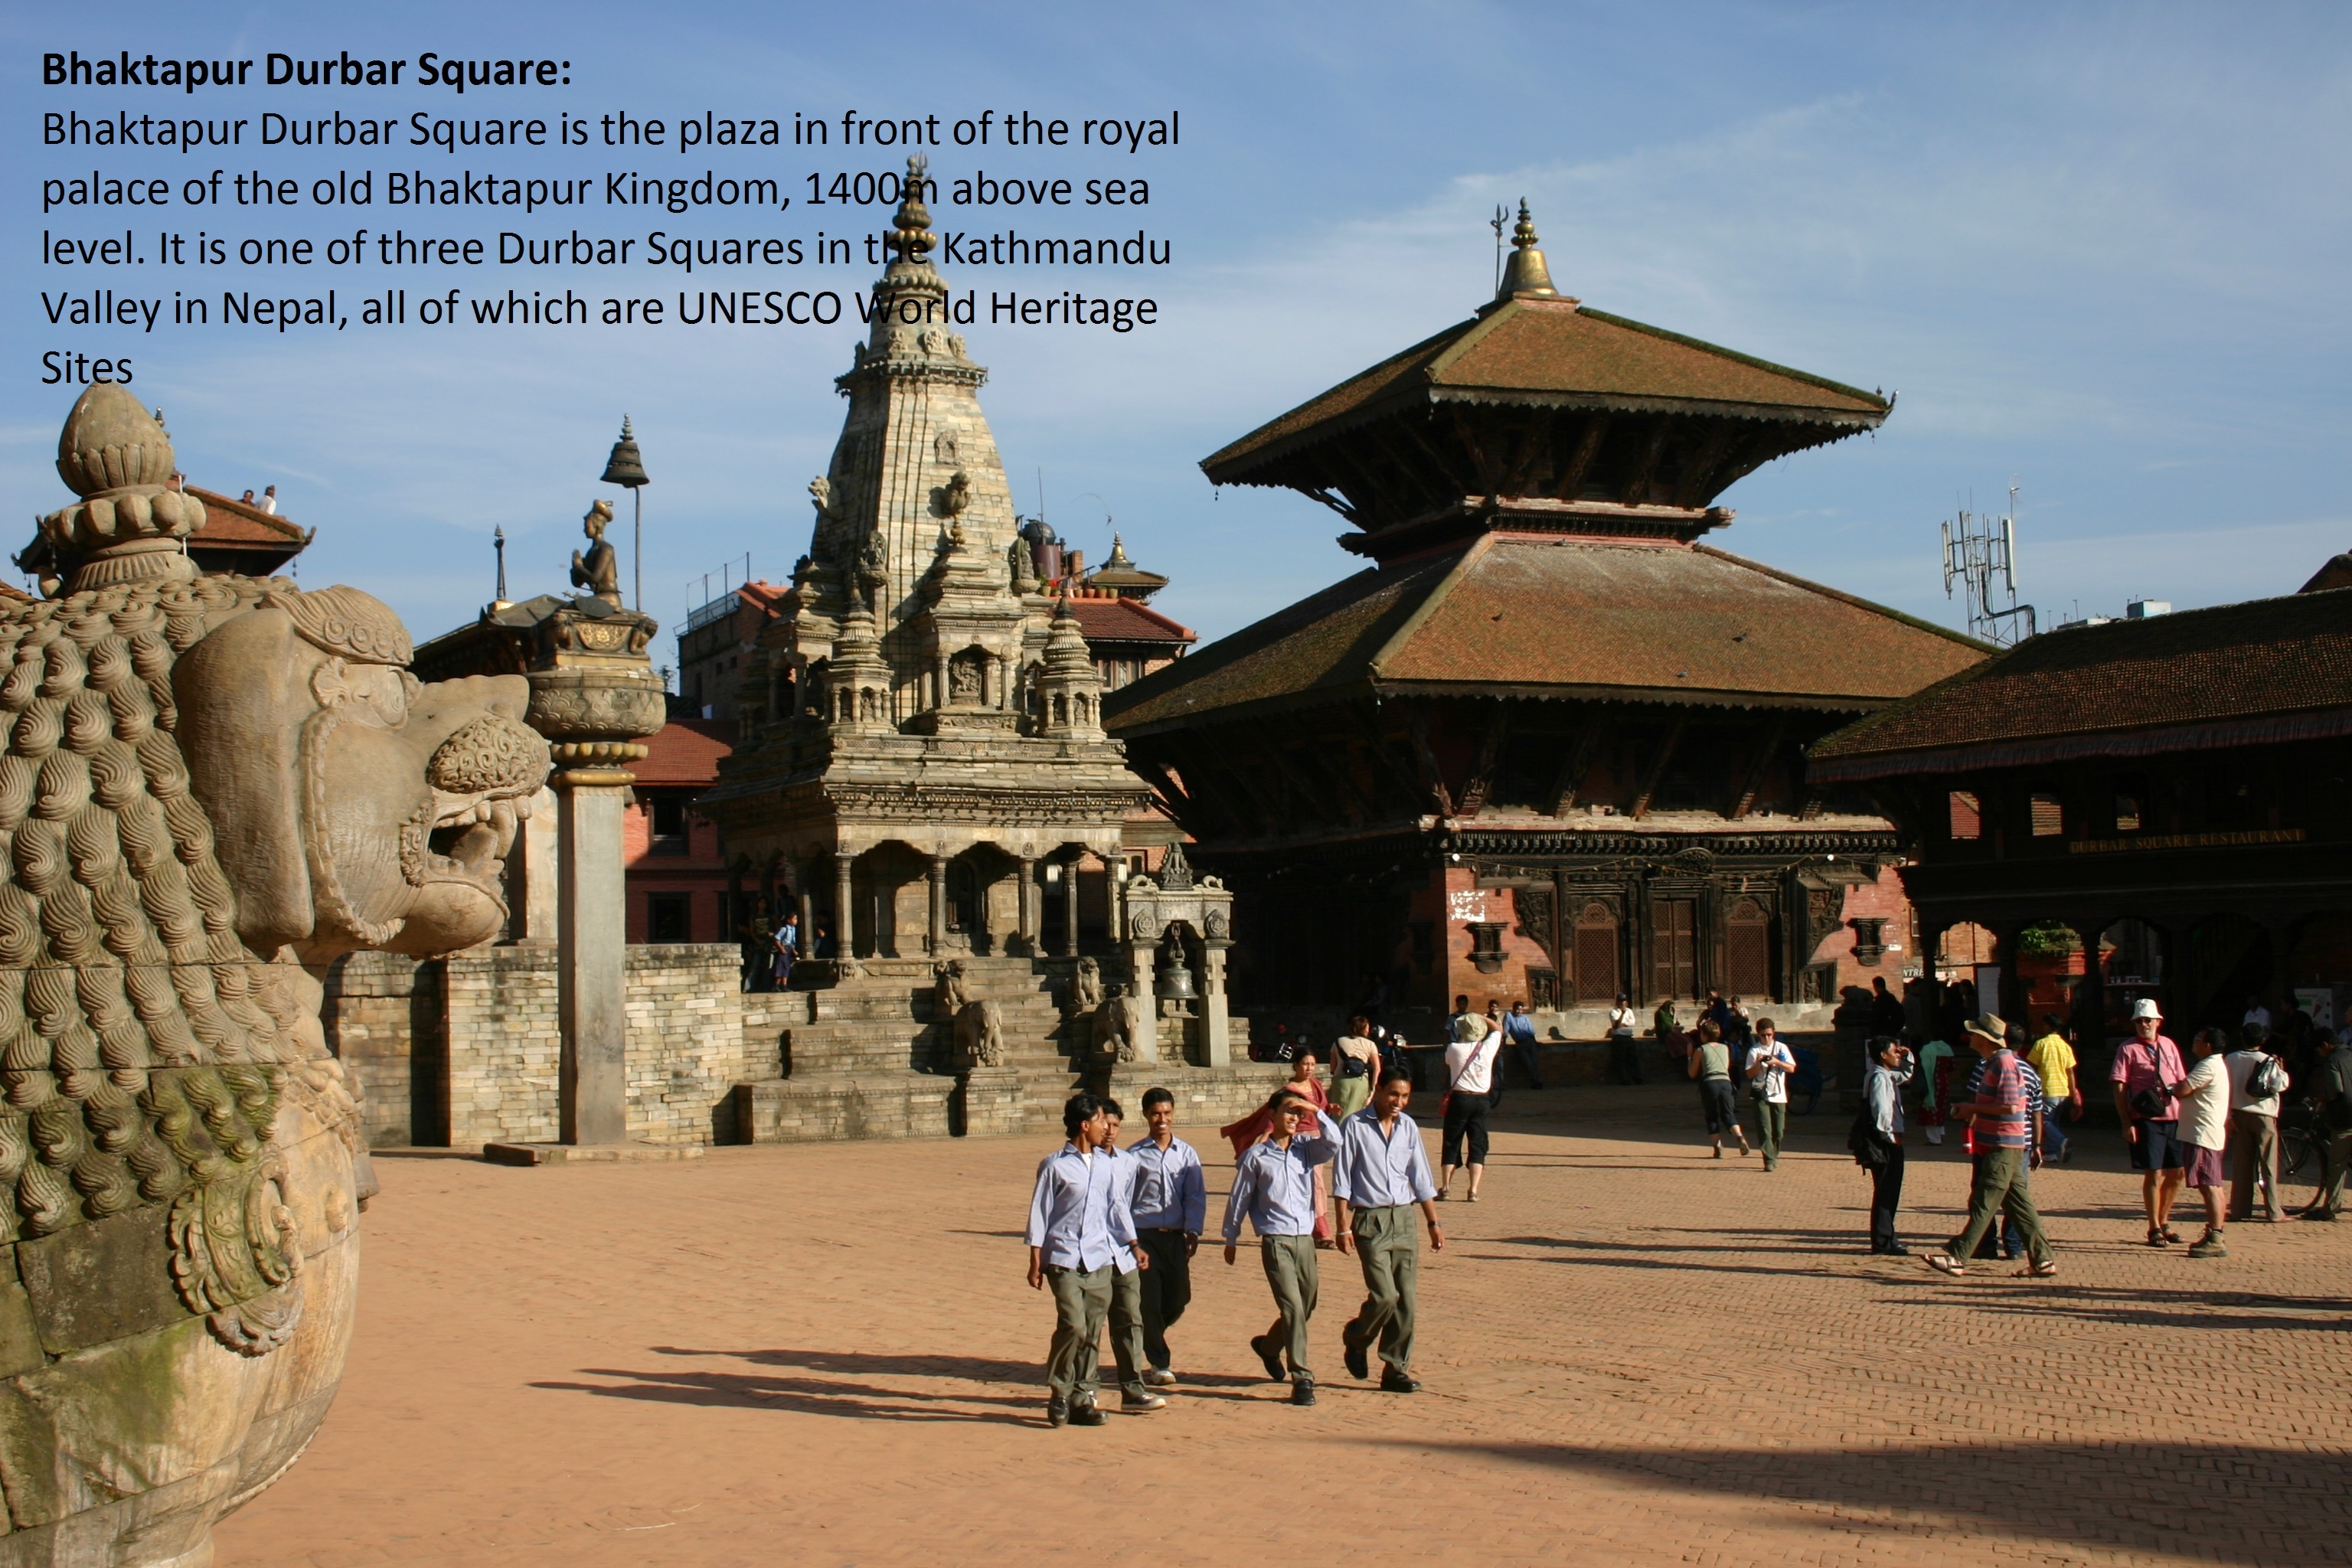 Bhaktapur Durbar Square:
Bhaktapur Durbar Square is the plaza in front of the royal
palace of the old Bhaktapur Kingdom, 1400m above sea
level. It is one of three Durbar Squares in the Kathmandu
Valley in Nepal, all of which are UNESCO World Heritage
Sites
DURBAR SQUARE RESTAURANT